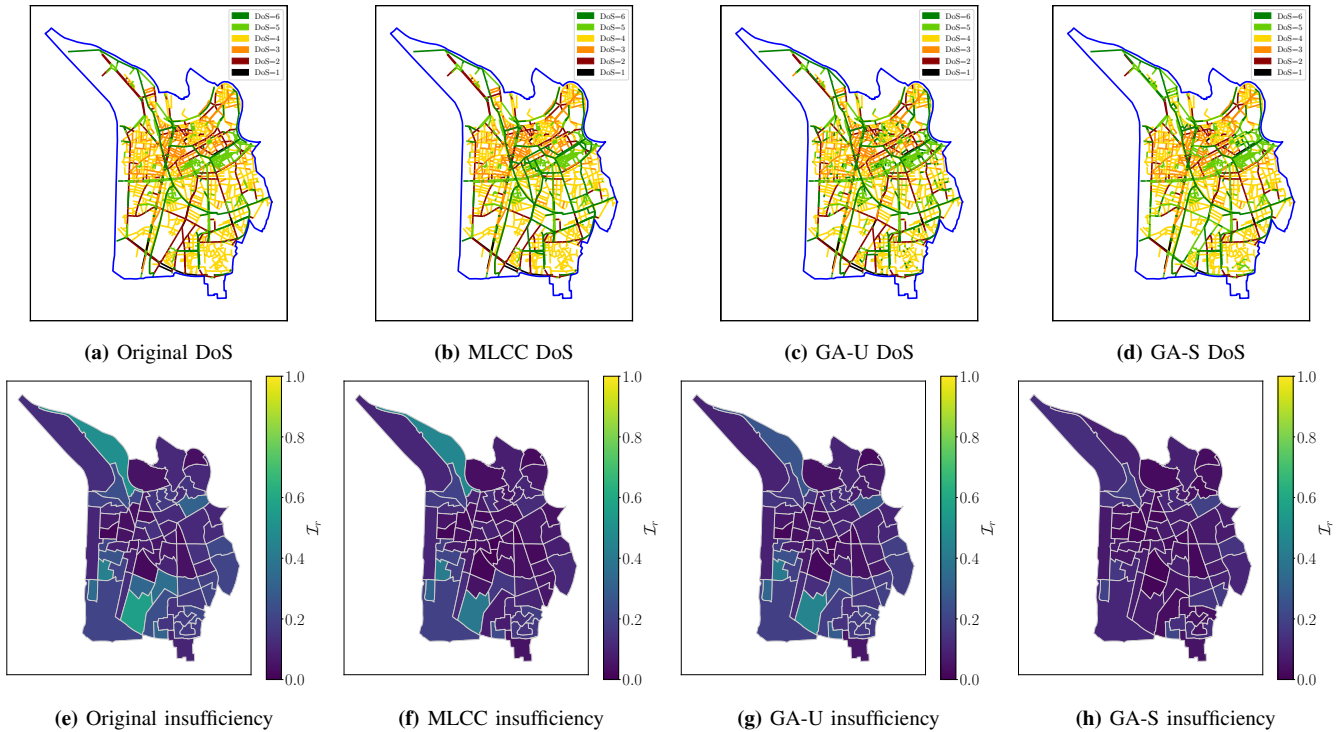 DoS=6
DoS=5
DoS=4
DoS=3
DoS=2
DoS=1
DoS=6
DoS=5
DoS=4
DoS=3
DoS=2
DoS=1
DoS=6
DoS=5
DoS=4
DoS=3
DoS=2
DoS=1
DoS=6
DoS=5
DoS=4
DoS=3
DoS=2
DoS=1
(a) Original DoS
(b) MLCC DoS
(c) GA-U DoS
(d) GA-S DoS
1.0
0.8
0.6
0.4
0.2
0.0
ℐr
1.0
0.8
0.6
0.4
0.2
0.0
ℐr
1.0
0.8
0.6
0.4
0.2
0.0
ℐr
1.0
0.8
0.6
0.4
0.2
0.0
ℐr
(e) Original insufficiency
(f) MLCC insufficiency
(g) GA-U insufficiency
(h) GA-S insufficiency